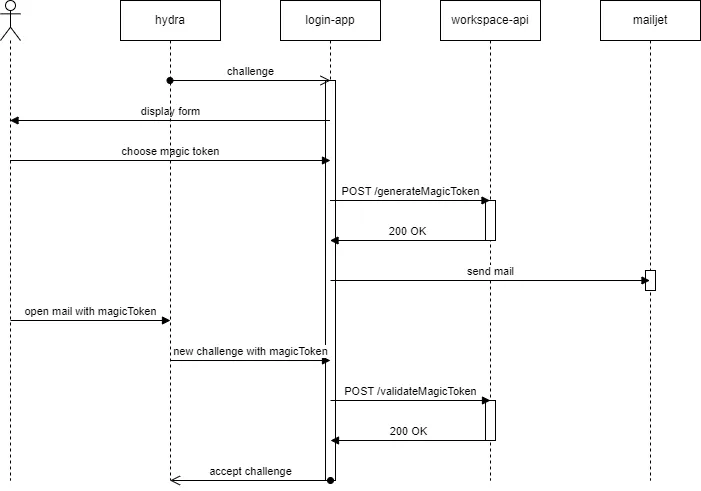 hydra
login-app
workspace-api
mailjet
challenge
display form
choose magic token
POST /generateMagicToken
200 OK
send mail
open mail with magicToken
new challenge with magicToken
POST /validateMagicToken
200 OK
accept challenge